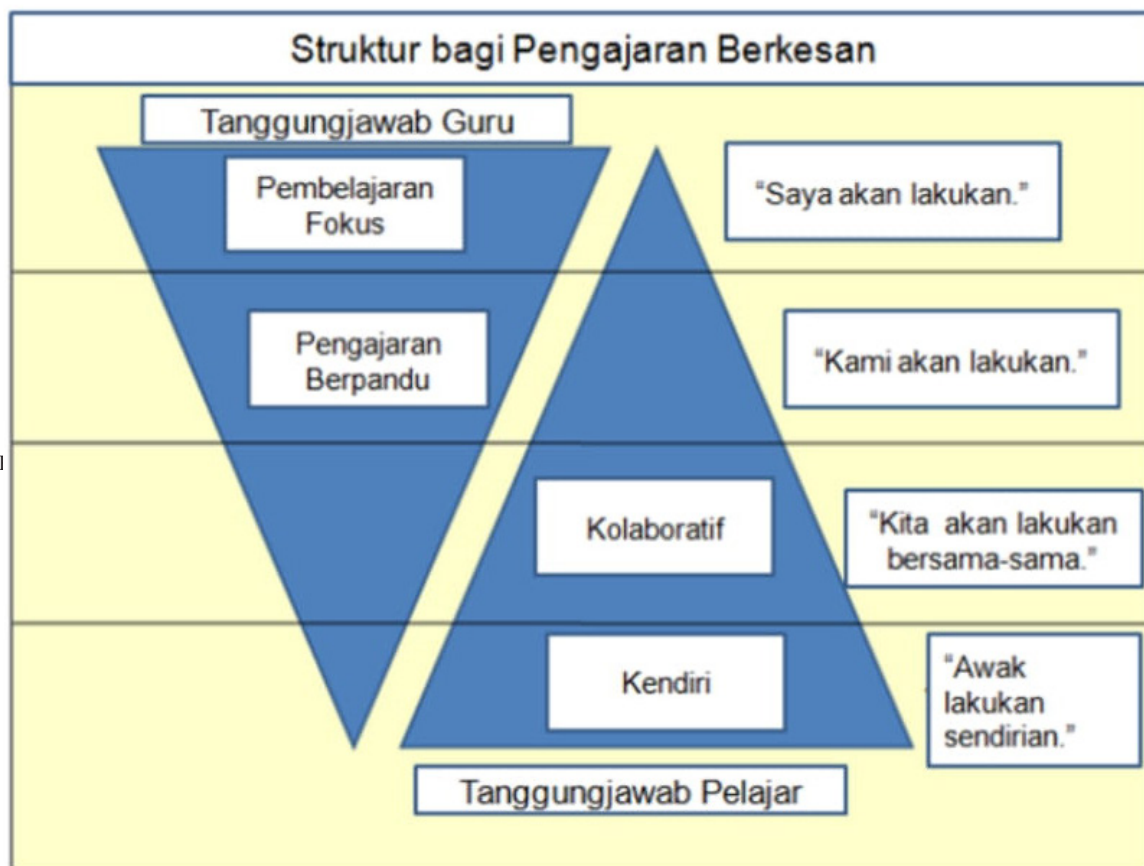 Struktur bagi Pengajaran Berkesan
Tanggungjawab Guru
Pembelajaran
Fokus
“Saya akan lakukan.”
Pengajaran
Berpandu
“Kami akan lakukan.”
]
Kolaboratif
“Kita akan lakukan
bersama-sama.”
Kendiri
“Awak
lakukan
sendirian.”
Tanggungjawab Pelajar